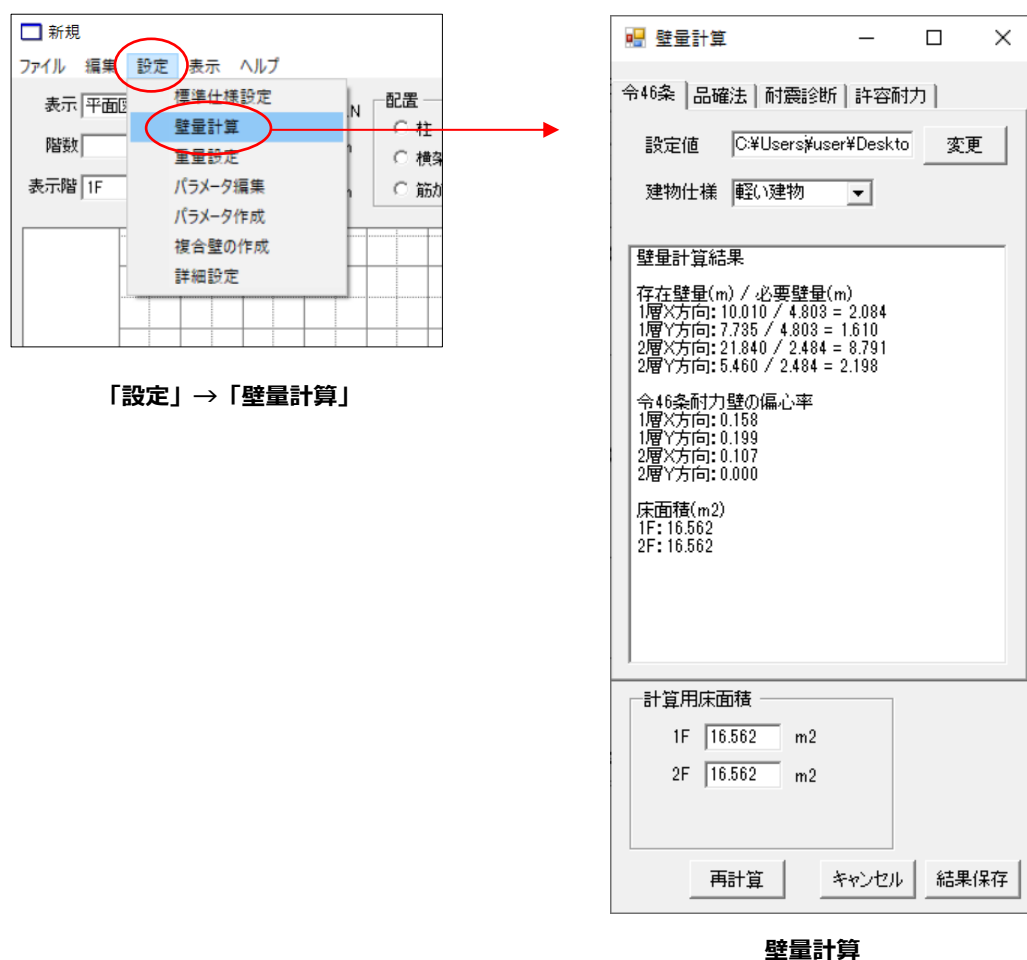 新規
ファイル 編集 設定 表示 ヘルプ
表示 平面図
階数
表示階 1F
標準仕様設定
壁量計算
重量設定
パラメータ編集
パラメータ作成
複合壁の作成
詳細設定
N
配置
柱
横架
筋か
「設定」→「壁量計算」
壁量計算
令46条 品確法 耐震診断 許容耐力
設定値 C:¥Users¥user¥Deskto 変更
建物仕様 軽い建物
壁量計算結果
存在壁量(m) / 必要壁量(m)
1層X方向: 10.010 / 4.803 = 2.084
1層Y方向: 7.735 / 4.803 = 1.610
2層X方向: 21.840 / 2.484 = 8.791
2層Y方向: 5.460 / 2.484 = 2.198
令46条耐力壁の偏心率
1層X方向: 0.158
1層Y方向: 0.199
2層X方向: 0.107
2層Y方向: 0.000
床面積(m2)
1F: 16.562
2F: 16.562
計算用床面積
1F 16.562 m2
2F 16.562 m2
再計算 キャンセル 結果保存
壁量計算